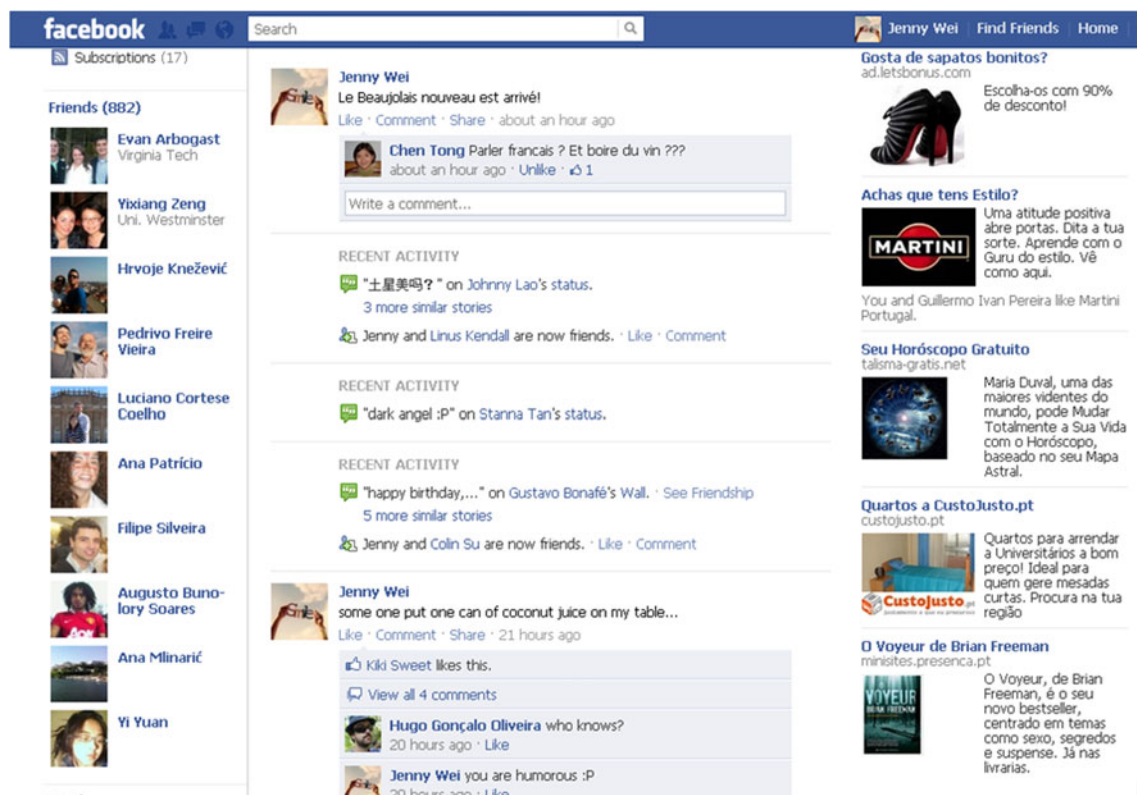 facebook
Search
Jenny Wei
Find Friends
Home
Subscriptions (17)
Friends (882)
Evan Arbogast
Virginia Tech
Yixiang Zeng
Uni. Westminster
Hrvoje Knežević
Pedrivo Freire
Vieira
Luciano Cortese
Coelho
Ana Patrício
Filipe Silveira
Augusto Buno-
lory Soares
Ana Mlinarić
Yi Yuan
Jenny Wei
Le Beaujolais nouveau est arrivé!
Like · Comment · Share · about an hour ago
Chen Tong Parler francais ? Et boire du vin ???
about an hour ago · Unlike · 1
Write a comment...
RECENT ACTIVITY
"土星美吗？" on Johnny Lao's status.
3 more similar stories
Jenny and Linus Kendall are now friends. · Like · Comment
RECENT ACTIVITY
"dark angel :P" on Stanna Tan's status.
RECENT ACTIVITY
"happy birthday,..." on Gustavo Bonafé's Wall. · See Friendship
5 more similar stories
Jenny and Colin Su are now friends. · Like · Comment
Jenny Wei
some one put one can of coconut juice on my table...
Like · Comment · Share · 21 hours ago
Kiki Sweet likes this.
View all 4 comments
Hugo Gonçalo Oliveira who knows?
20 hours ago · Like
Jenny Wei you are humorous :P
20 hours ago · Like
Gosta de sapatos bonitos?
ad.letsbonus.com
Escolha-os com 90%
de desconto!
Achas que tens Estilo?
MARTINI
Uma atitude positiva
abre portas. Dita a tua
sorte. Aprende com o
Guru do estilo. Vê
como aqui.
You and Guillermo Ivan Pereira like Martini
Portugal.
Seu Horóscopo Gratuito
talisma-gratis.net
Maria Duval, uma das
maiores videntes do
mundo, pode Mudar
Totalmente a Sua Vida
com o Horóscopo,
baseado no seu Mapa
Astral.
Quartos a CustoJusto.pt
custojusto.pt
CustoJusto.pt
Quartos para arrendar
a Universitários a bom
preço! Ideal para
quem gere mesadas
curtas. Procura na tua
região
O Voyeur de Brian Freeman
minisites.presenca.pt
VOYEUR
BRIAN FREEMAN
O Voyeur, de Brian
Freeman, é o seu
novo bestseller,
centrado em temas
como sexo, segredos
e suspense. Já nas
livrarias.